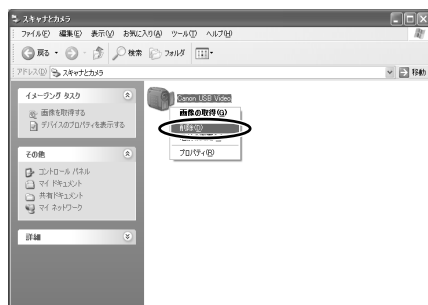 スキャナとカメラ
ファイル(F) 編集(E) 表示(V) お気に入り(A) ツール(T) ヘルプ(H)
戻る 検索 フォルダ
アドレス(D) スキャナとカメラ 移動
イメージング タスク
画像を取得する
デバイスのプロパティを表示する
その他
コントロール パネル
マイ ドキュメント
共有ドキュメント
マイ ネットワーク
詳細
Canon USB Video
画像の取得(G)
削除(D)
プロパティ(R)